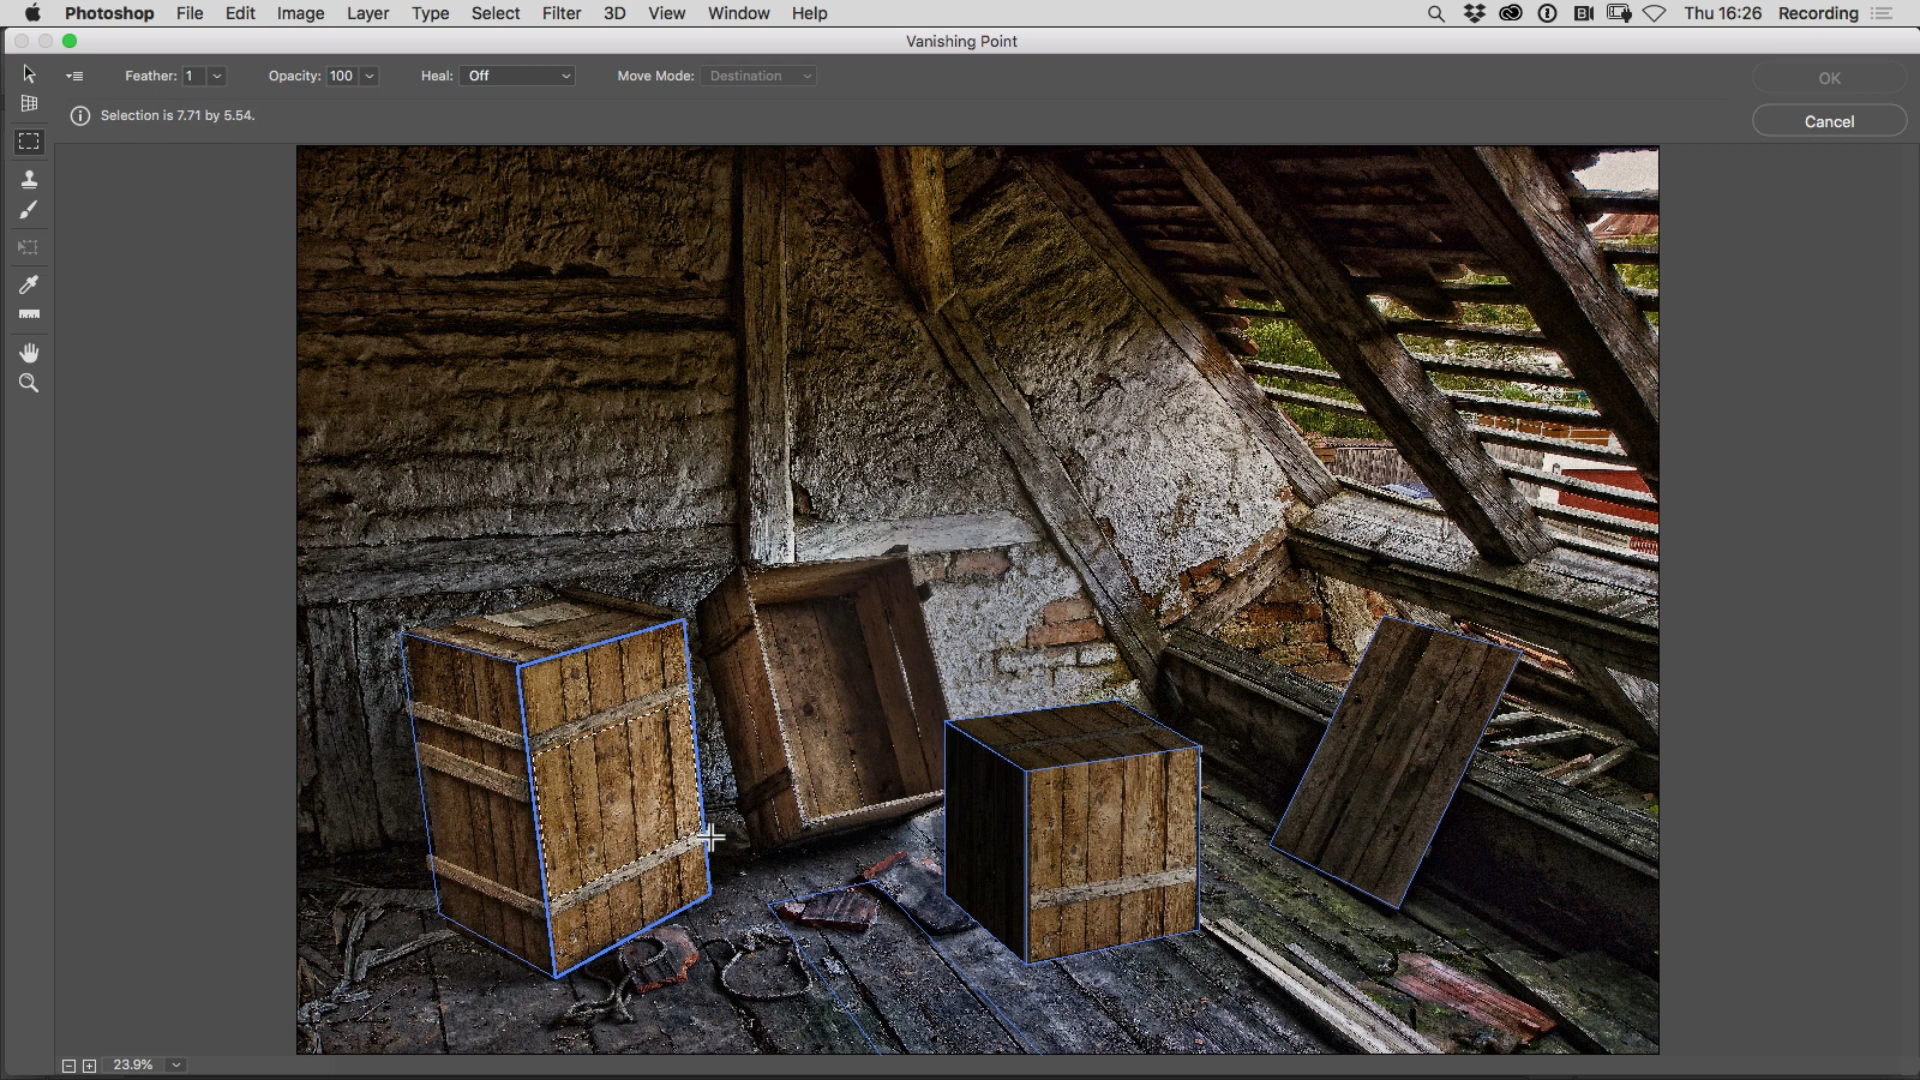 Photoshop File Edit Image Layer Type Select Filter 3D View Window Help Thu 16:26 Recording
Vanishing Point
Feather: 1 Opacity: 100 Heal: Off Move Mode: Destination OK
Selection is 7.71 by 5.54. Cancel
23.9%